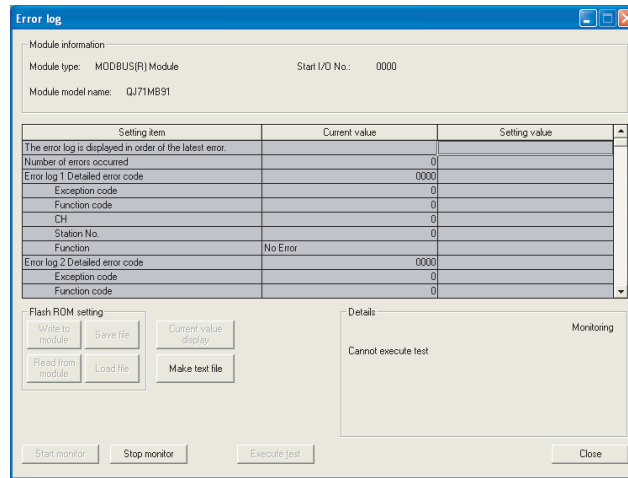 Error log
Module information
Module type: MODBUS(R) Module Start I/O No.: 0000
Module model name: QJ71MB91
Setting item Current value Setting value
The error log is displayed in order of the latest error.
Number of errors occurred 0
Error log 1 Detailed error code 0000
Exception code 0
Function code 0
CH 0
Station No. 0
Function No Error
Error log 2 Detailed error code 0000
Exception code 0
Function code 0
Flash ROM setting
Write to module Save file Current value display
Read from module Load file Make text file
Details
Monitoring
Cannot execute test
Start monitor Stop monitor Execute test Close